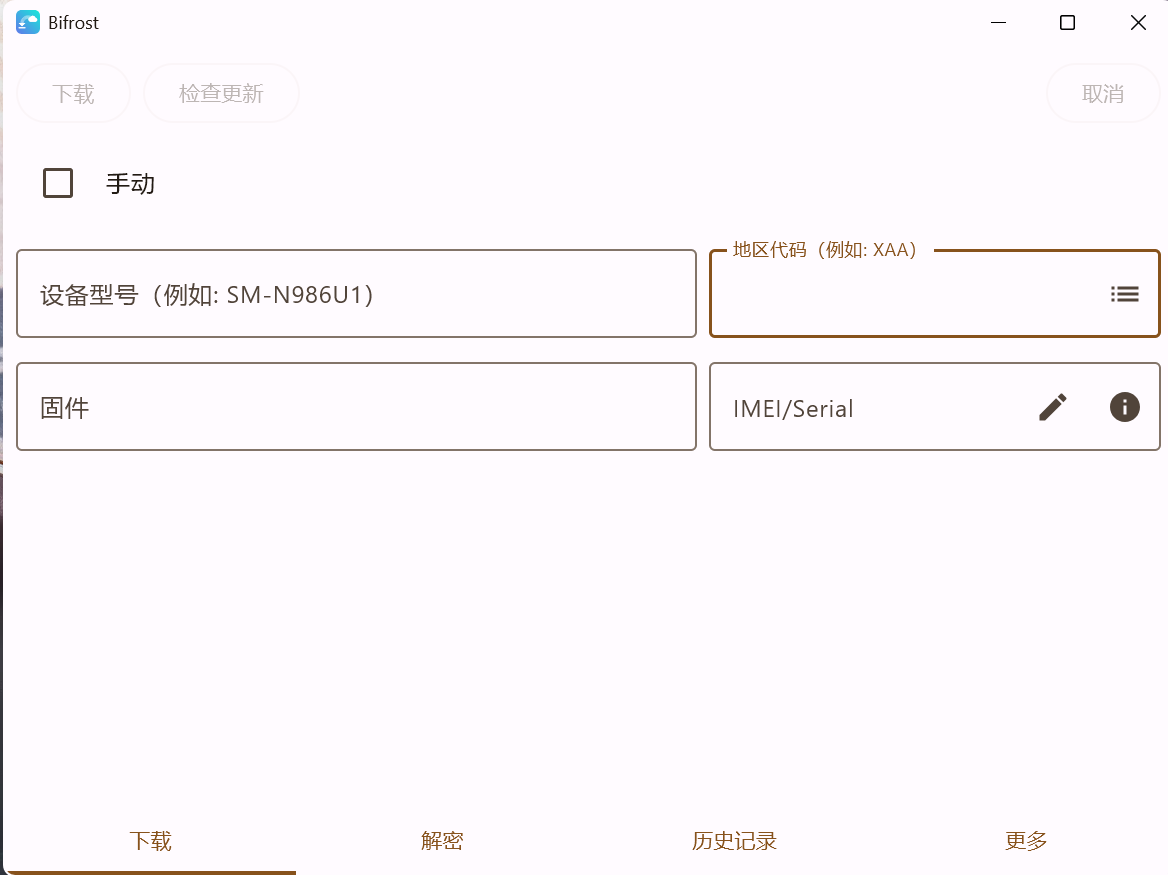 Bifrost
下载
检查更新
取消
手动
设备型号（例如: SM-N986U1）
地区代码（例如: XAA）
固件
IMEI/Serial
下载
解密
历史记录
更多